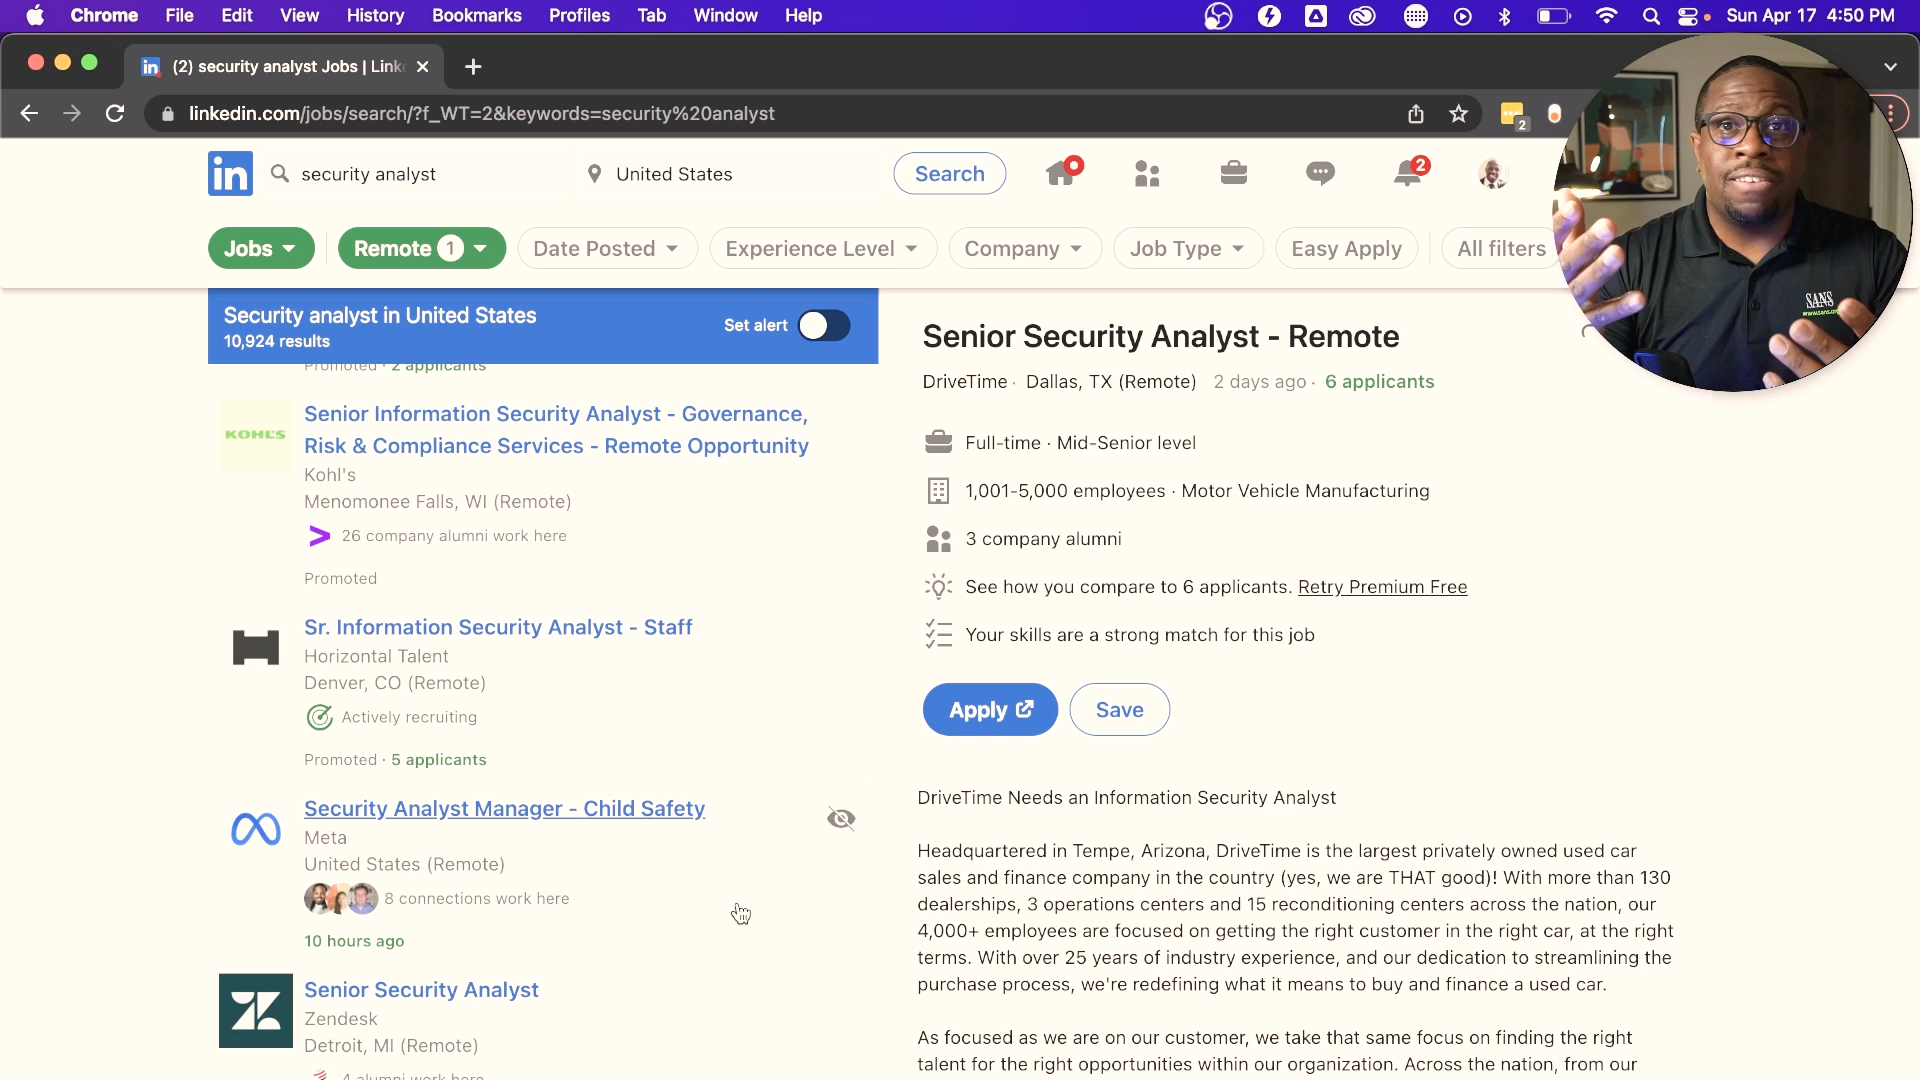 Chrome File Edit View History Bookmarks Profiles Tab Window Help Sun Apr 17 4:50 PM
(2) security analyst Jobs | Link
linkedin.com/jobs/search/?f_WT=2&keywords=security%20analyst
2
in security analyst United States Search 2
Jobs Remote 1 Date Posted Experience Level Company Job Type Easy Apply All filters
SANS
Security analyst in United States
10,924 results
Set alert
Promoted · 2 applicants
KOHL'S
Senior Information Security Analyst - Governance,
Risk & Compliance Services - Remote Opportunity
Kohl's
Menomonee Falls, WI (Remote)
26 company alumni work here
Promoted
Sr. Information Security Analyst - Staff
Horizontal Talent
Denver, CO (Remote)
Actively recruiting
Promoted · 5 applicants
Security Analyst Manager - Child Safety
Meta
United States (Remote)
8 connections work here
10 hours ago
Senior Security Analyst
Zendesk
Detroit, MI (Remote)
4 alumni work here
Senior Security Analyst - Remote
DriveTime · Dallas, TX (Remote) 2 days ago · 6 applicants
Full-time · Mid-Senior level
1,001-5,000 employees · Motor Vehicle Manufacturing
3 company alumni
See how you compare to 6 applicants. Retry Premium Free
Your skills are a strong match for this job
Apply Save
DriveTime Needs an Information Security Analyst
Headquartered in Tempe, Arizona, DriveTime is the largest privately owned used car
sales and finance company in the country (yes, we are THAT good)! With more than 130
dealerships, 3 operations centers and 15 reconditioning centers across the nation, our
4,000+ employees are focused on getting the right customer in the right car, at the right
terms. With over 25 years of industry experience, and our dedication to streamlining the
purchase process, we're redefining what it means to buy and finance a used car.
As focused as we are on our customer, we take that same focus on finding the right
talent for the right opportunities within our organization. Across the nation, from our